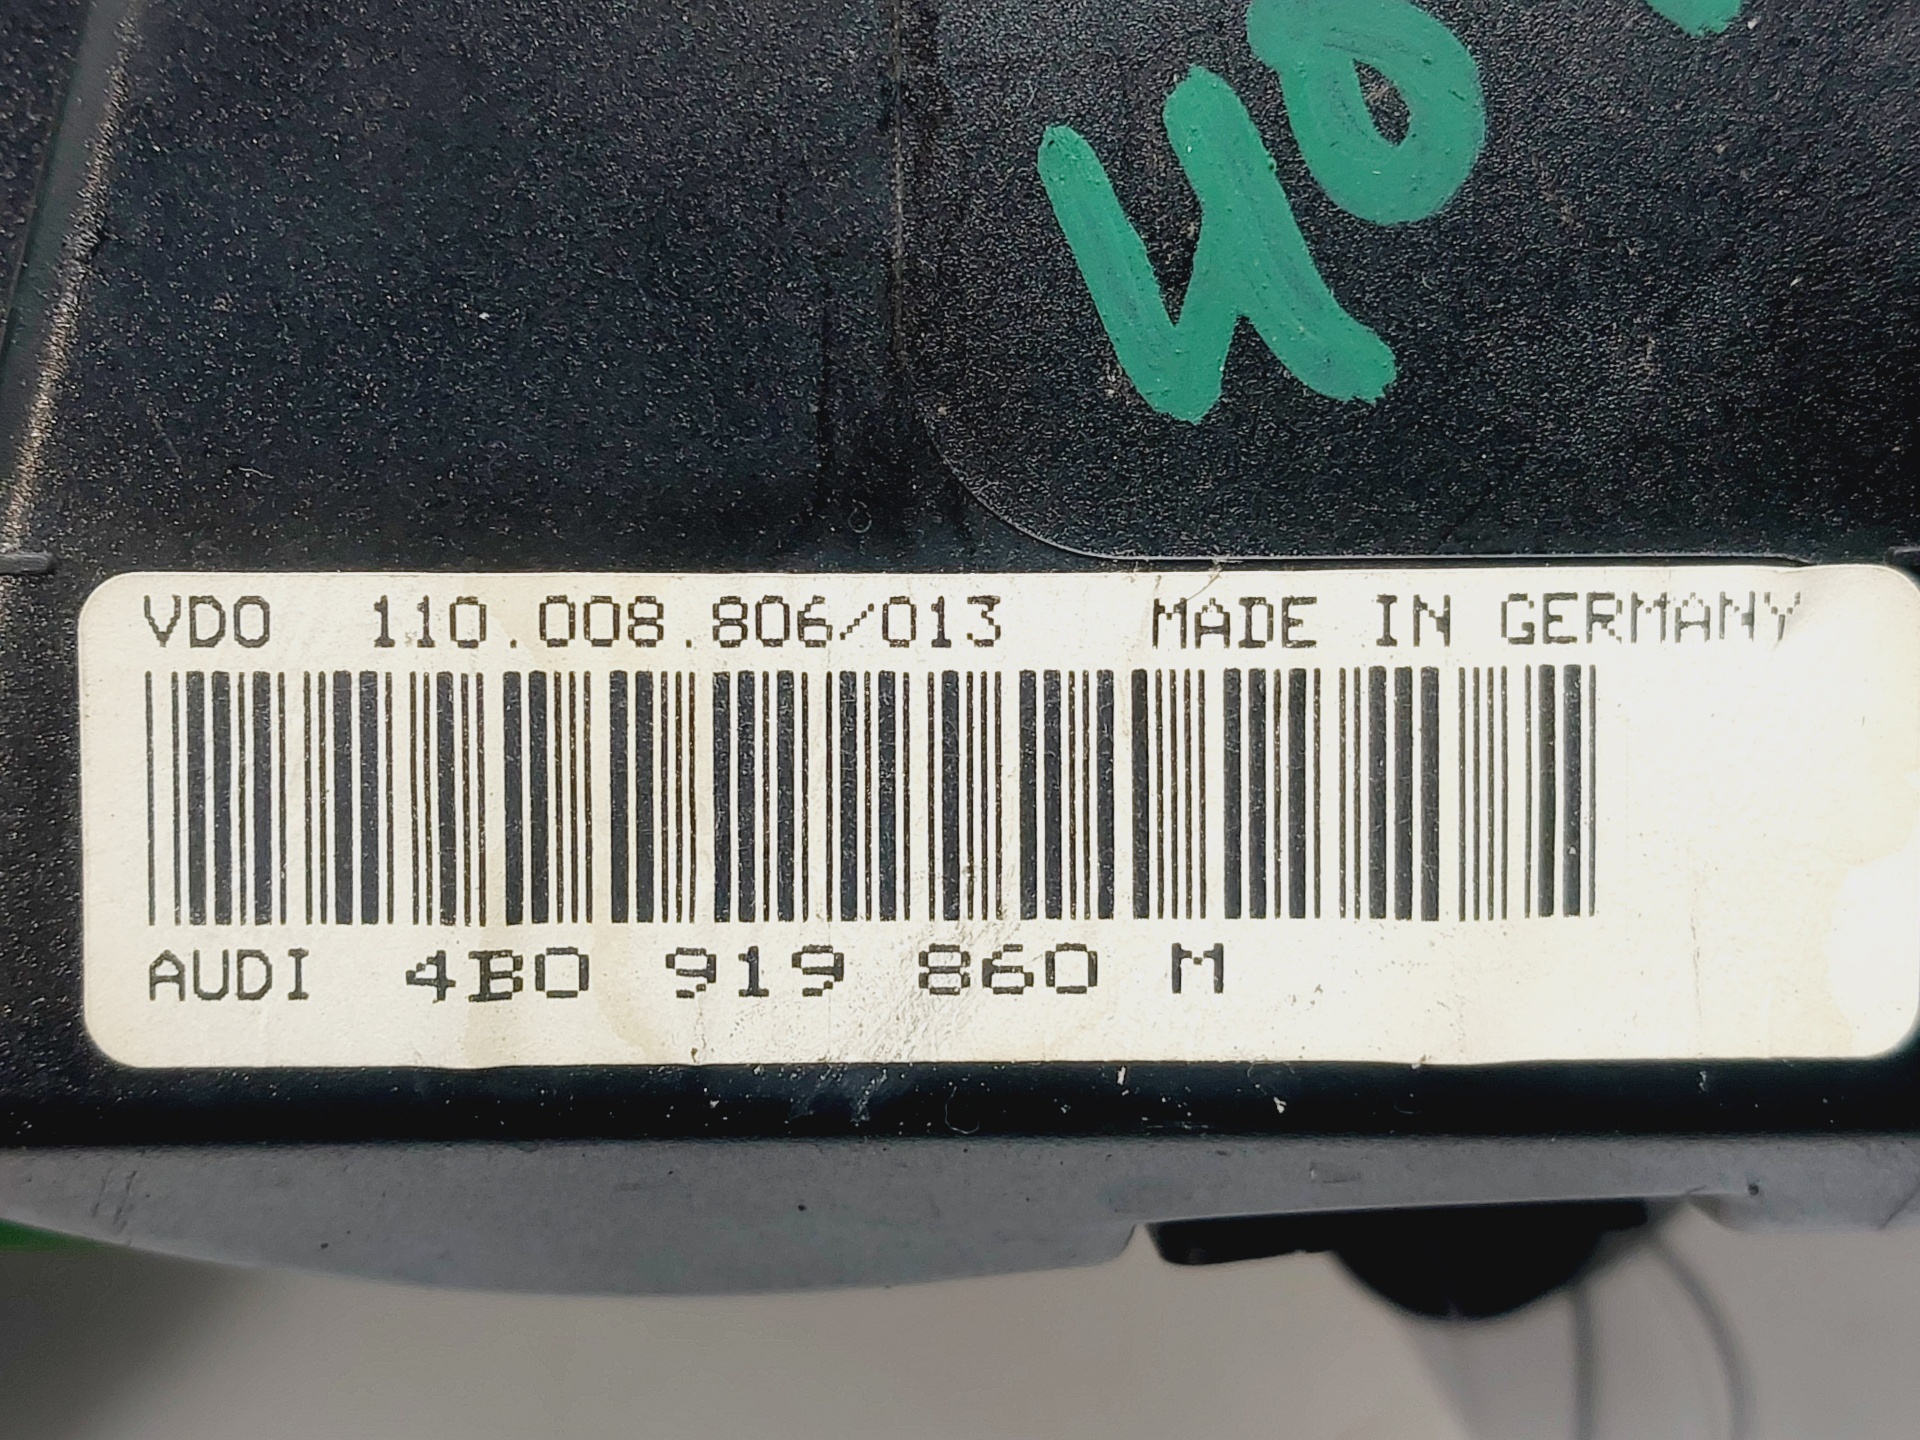 VDO 110.008.806/013 MADE IN GERMANY
AUDI 4B0 919 860 M